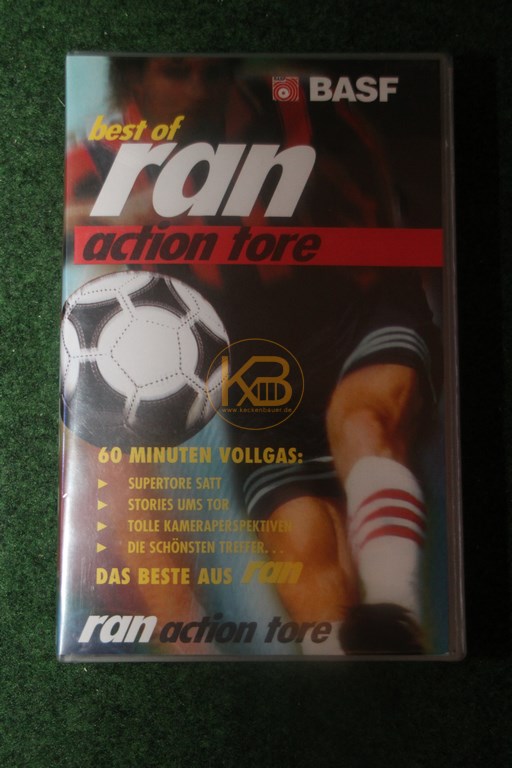 BASF
best of
ran
action tore
KB
www.keckenbauer.de
60 MINUTEN VOLLGAS:
► SUPERTORE SATT
► STORIES UMS TOR
► TOLLE KAMERAPERSPEKTIVEN
► DIE SCHÖNSTEN TREFFER...
DAS BESTE AUS ran
ran action tore